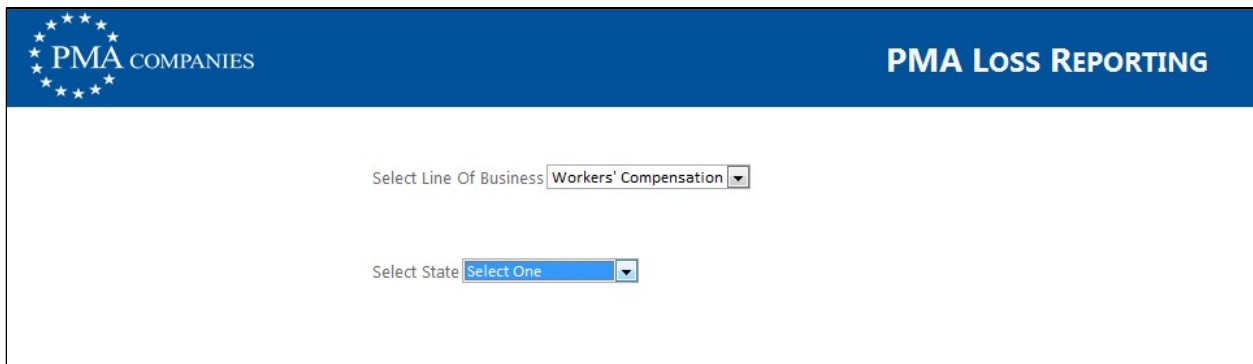 PMA COMPANIES
PMA LOSS REPORTING
Select Line Of Business Workers' Compensation
Select State Select One